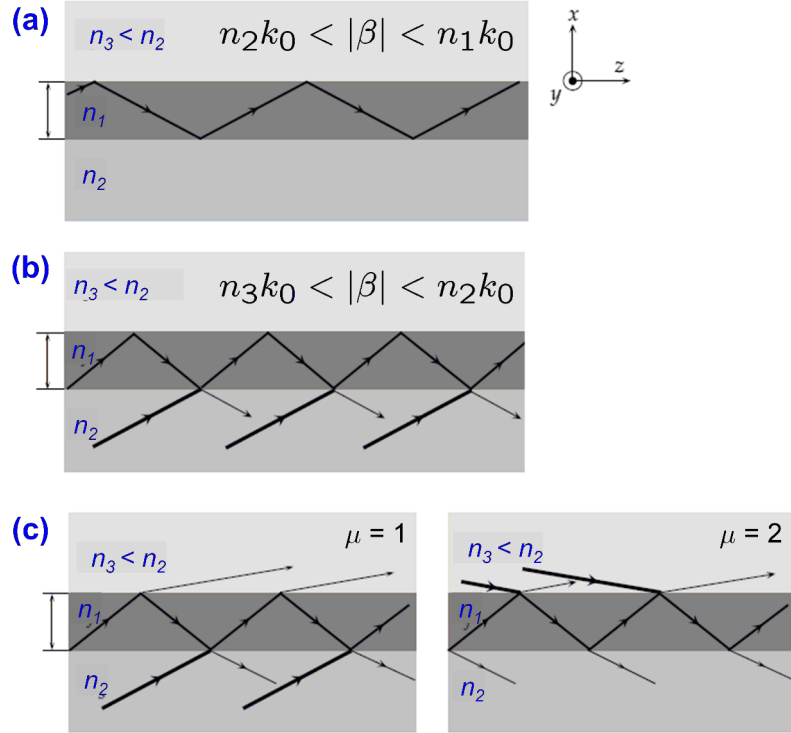 (a)
n₃ < n₂
n₂k₀ < |β| < n₁k₀
x
z
y
n₁
n₂
(b)
n₃ < n₂
n₃k₀ < |β| < n₂k₀
n₁
n₂
(c)
μ = 1
n₃ < n₂
n₁
n₂
μ = 2
n₃ < n₂
n₁
n₂